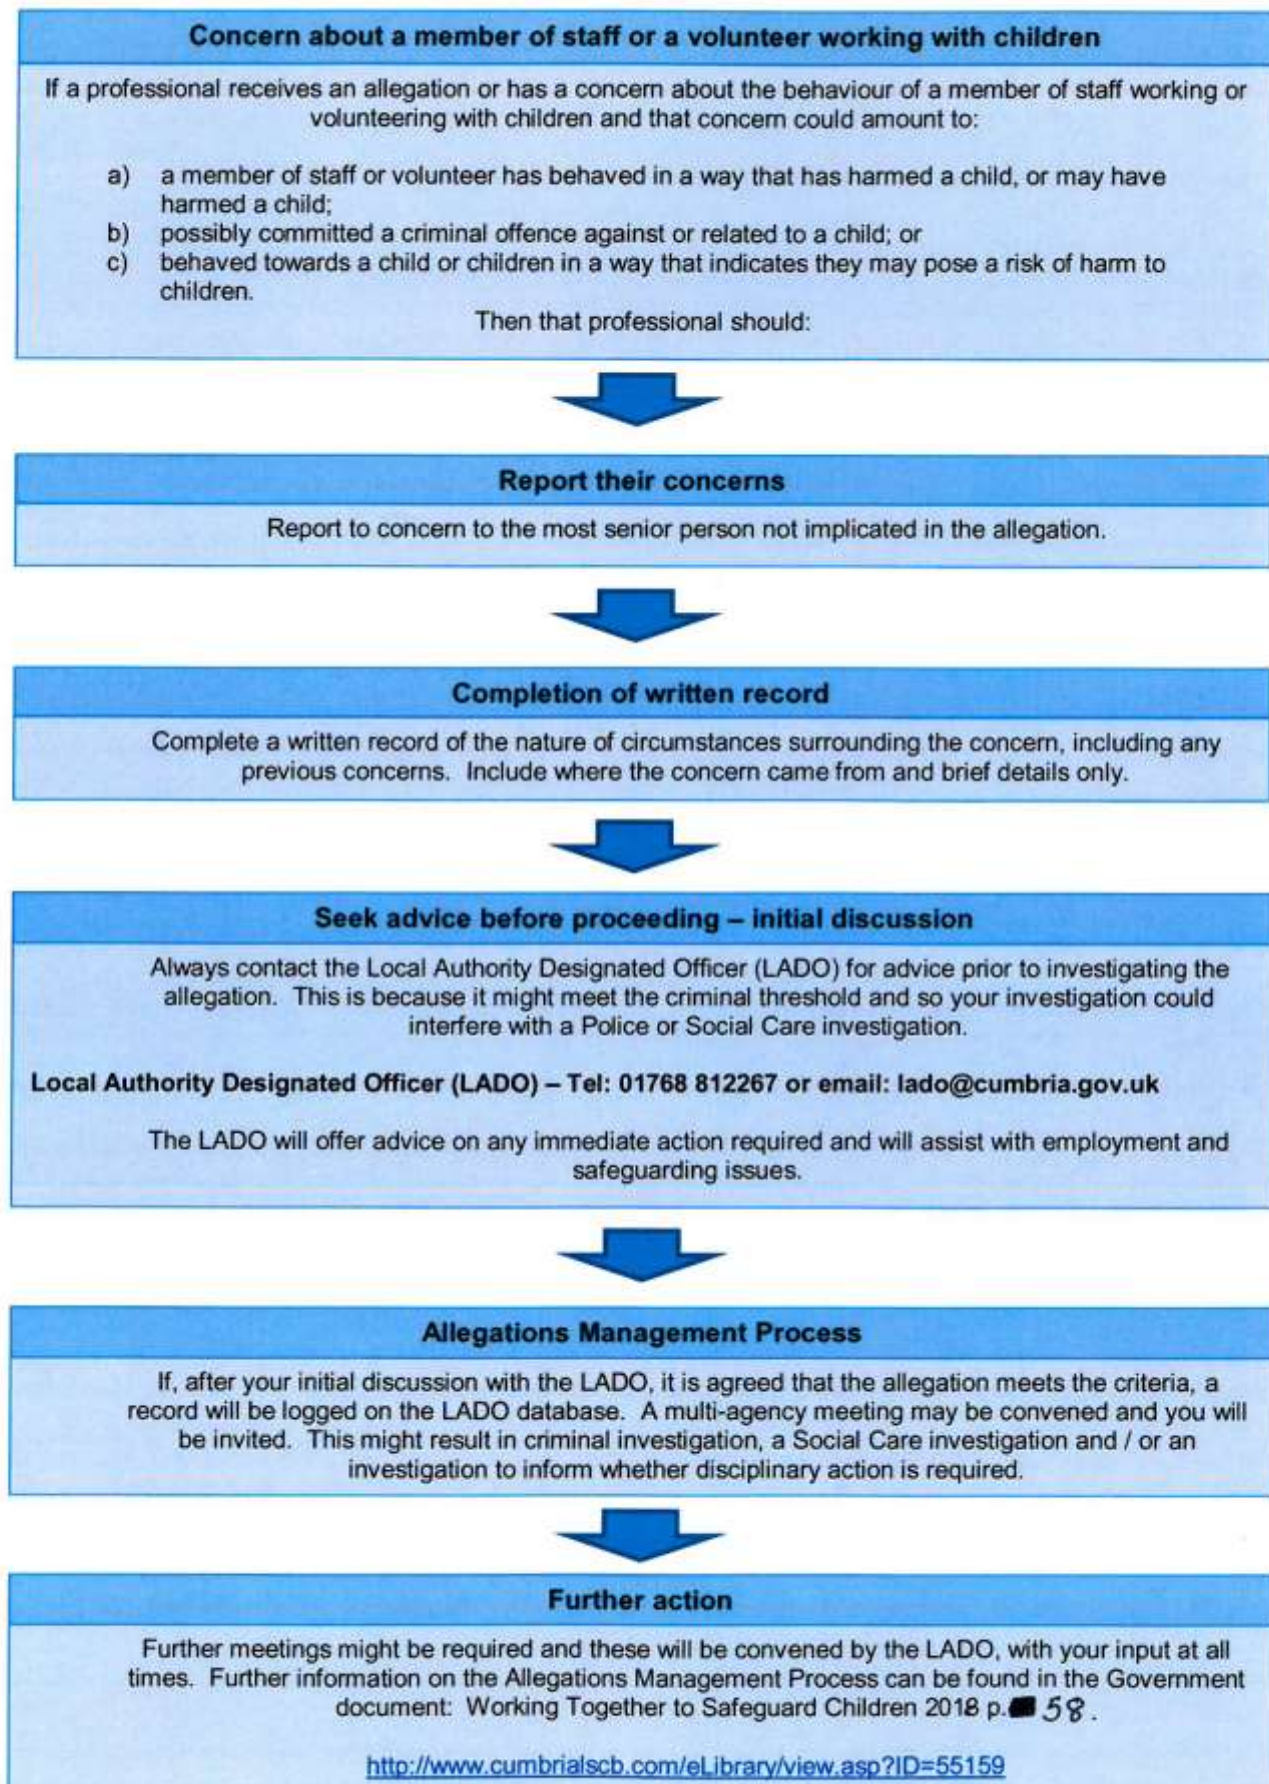 Concern about a member of staff or a volunteer working with children
If a professional receives an allegation or has a concern about the behaviour of a member of staff working or
volunteering with children and that concern could amount to:
a) a member of staff or volunteer has behaved in a way that has harmed a child, or may have
harmed a child;
b) possibly committed a criminal offence against or related to a child; or
c) behaved towards a child or children in a way that indicates they may pose a risk of harm to
children.
Then that professional should:
Report their concerns
Report to concern to the most senior person not implicated in the allegation.
Completion of written record
Complete a written record of the nature of circumstances surrounding the concern, including any
previous concerns. Include where the concern came from and brief details only.
Seek advice before proceeding – initial discussion
Always contact the Local Authority Designated Officer (LADO) for advice prior to investigating the
allegation. This is because it might meet the criminal threshold and so your investigation could
interfere with a Police or Social Care investigation.
Local Authority Designated Officer (LADO) – Tel: 01768 812267 or email: lado@cumbria.gov.uk
The LADO will offer advice on any immediate action required and will assist with employment and
safeguarding issues.
Allegations Management Process
If, after your initial discussion with the LADO, it is agreed that the allegation meets the criteria, a
record will be logged on the LADO database. A multi-agency meeting may be convened and you will
be invited. This might result in criminal investigation, a Social Care investigation and / or an
investigation to inform whether disciplinary action is required.
Further action
Further meetings might be required and these will be convened by the LADO, with your input at all
times. Further information on the Allegations Management Process can be found in the Government
document: Working Together to Safeguard Children 2018 p. 58.
http://www.cumbrialscb.com/eLibrary/view.asp?ID=55159